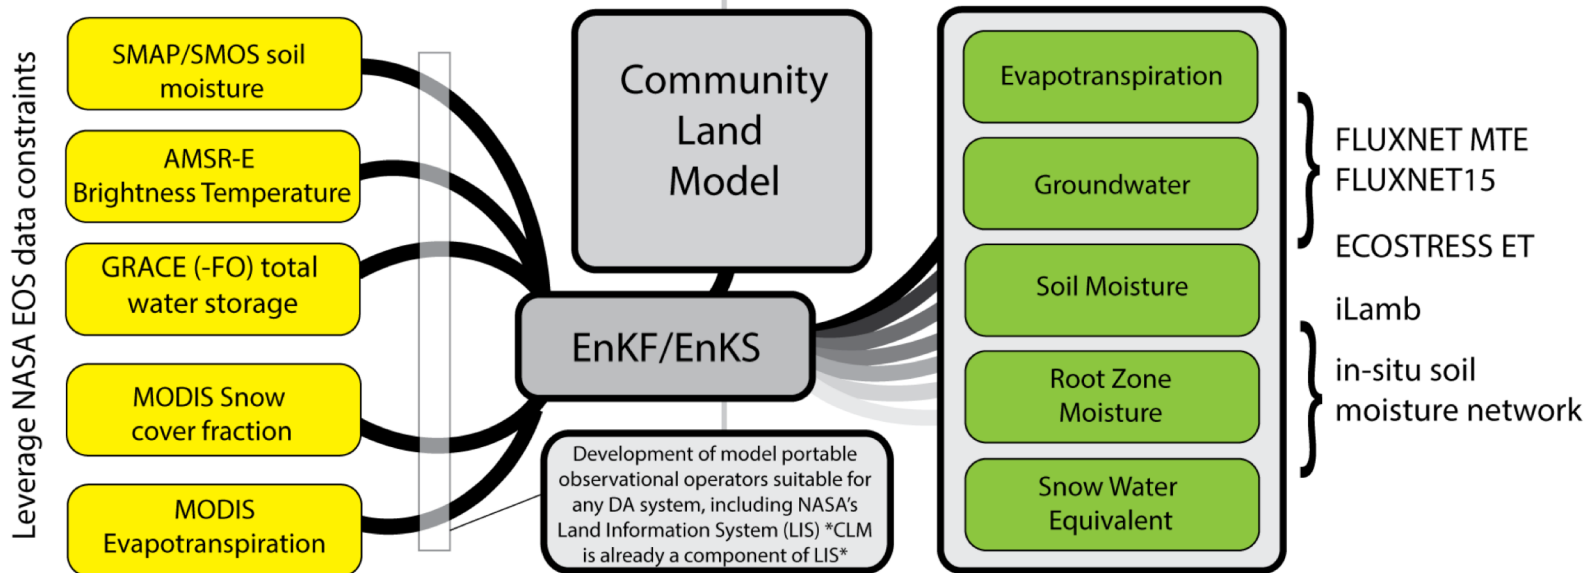 Leverage NASA EOS data constraints
SMAP/SMOS soil
moisture
AMSR-E
Brightness Temperature
GRACE (-FO) total
water storage
MODIS Snow
cover fraction
MODIS
Evapotranspiration
Community
Land
Model
EnKF/EnKS
Development of model portable
observational operators suitable for
any DA system, including NASA's
Land Information System (LIS) *CLM
is already a component of LIS*
Evapotranspiration
Groundwater
Soil Moisture
Root Zone
Moisture
Snow Water
Equivalent
FLUXNET MTE
FLUXNET15
ECOSTRESS ET
iLamb
in-situ soil
moisture network